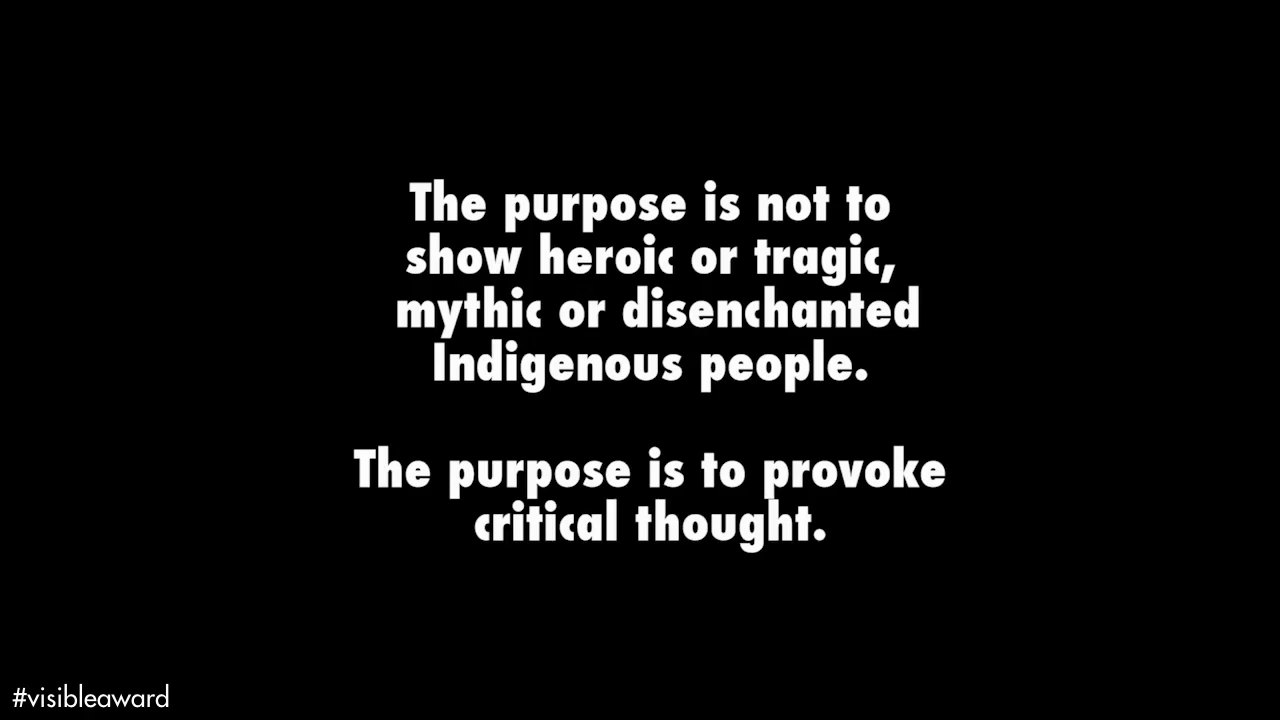 The purpose is not to
show heroic or tragic,
mythic or disenchanted
Indigenous people.
The purpose is to provoke
critical thought.
#visibleaward